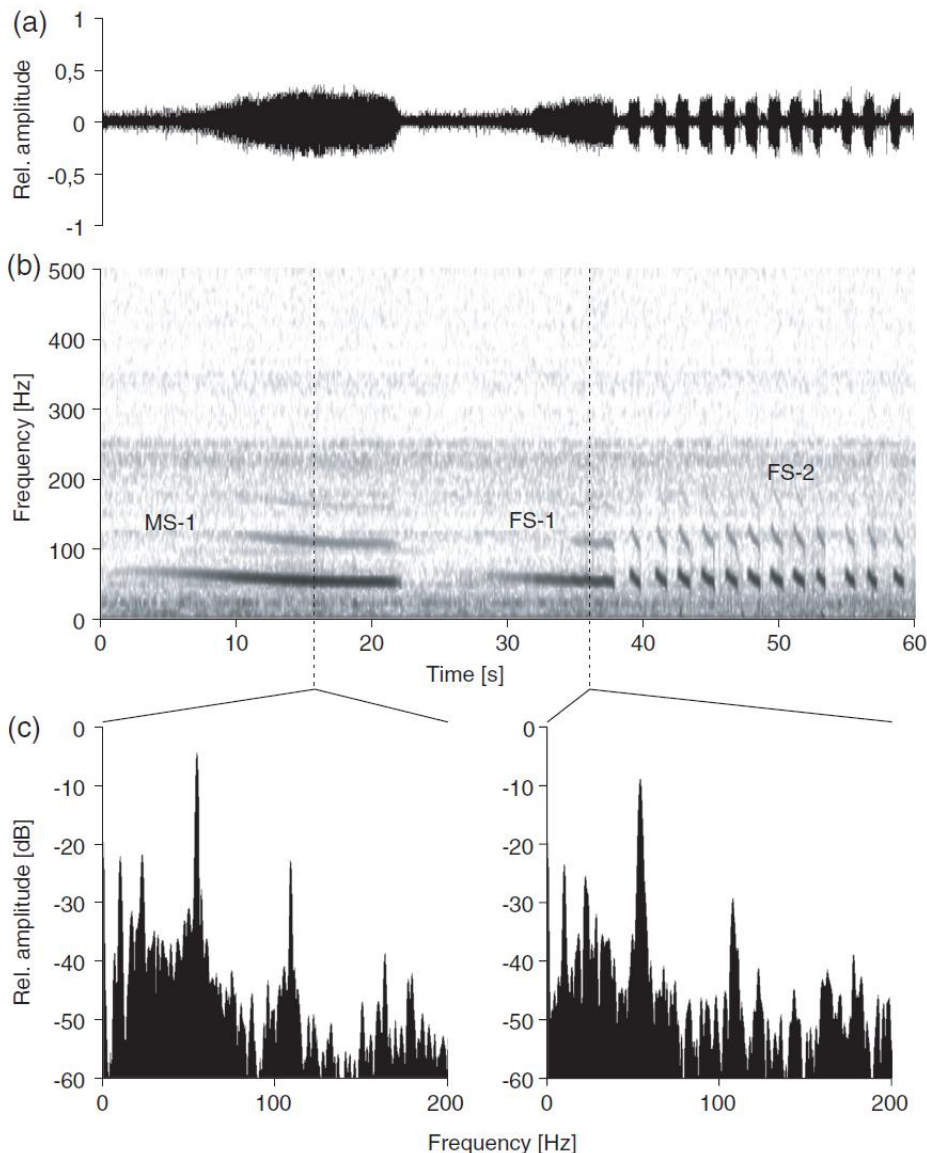 (a)
1
0,5
0
-0,5
-1
Rel. amplitude
(b)
500
400
300
200
100
0
Frequency [Hz]
MS-1
FS-1
FS-2
0 10 20 30 40 50 60
Time [s]
(c)
0
-10
-20
-30
-40
-50
-60
Rel. amplitude [dB]
0 100 200
0
-10
-20
-30
-40
-50
-60
0 100 200
Frequency [Hz]